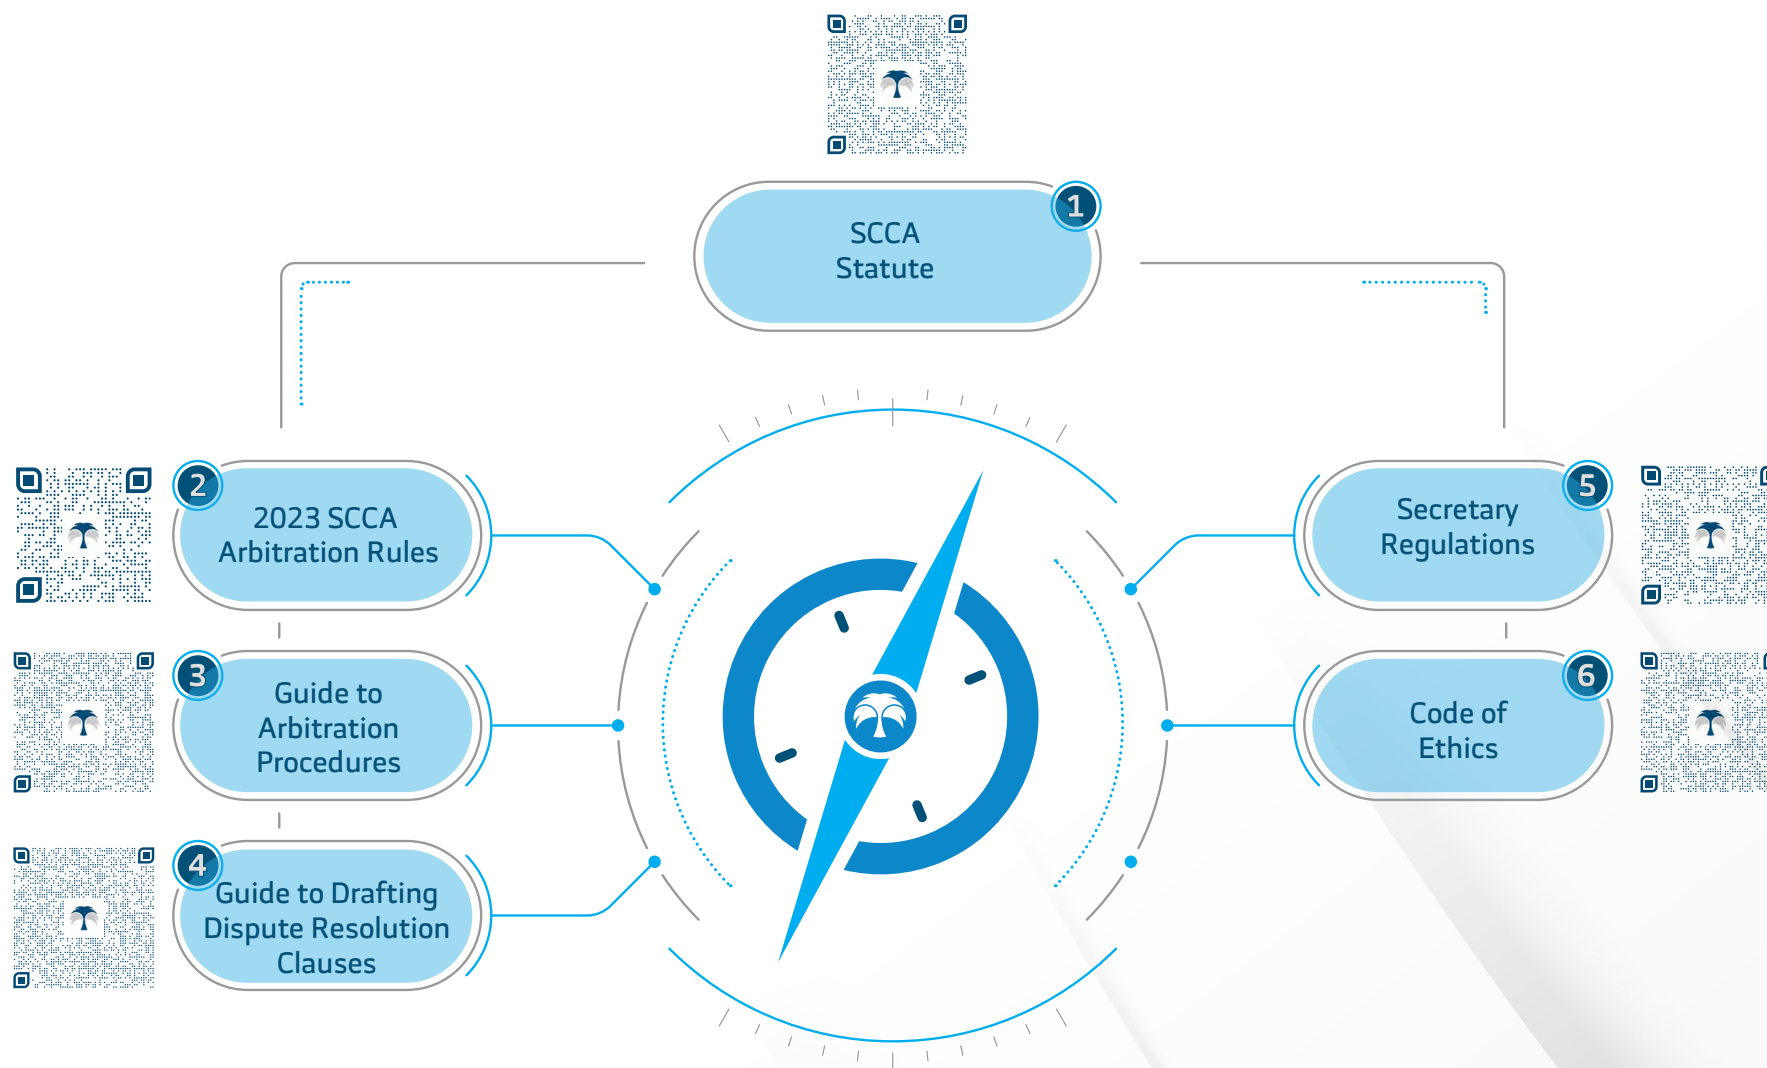 1
SCCA
Statute
2
2023 SCCA
Arbitration Rules
3
Guide to
Arbitration
Procedures
4
Guide to Drafting
Dispute Resolution
Clauses
5
Secretary
Regulations
6
Code of
Ethics